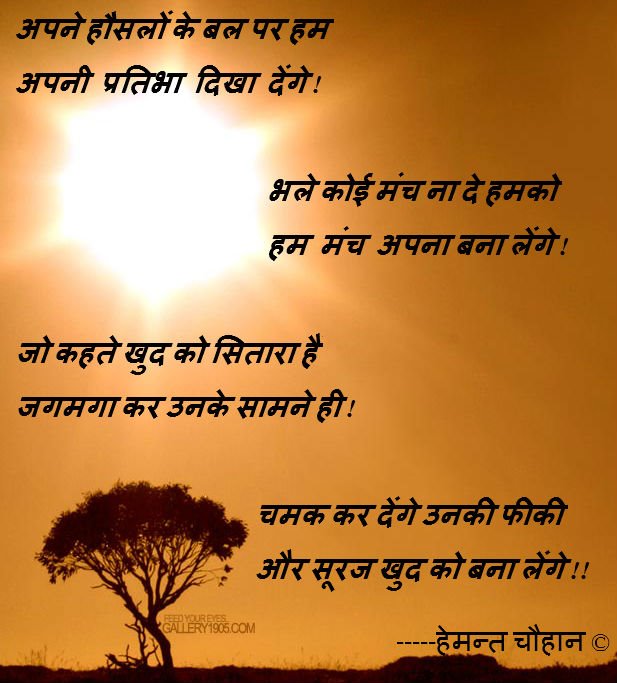 अपने हौसलों के बल पर हम
अपनी प्रतिभा दिखा देंगे!
भले कोई मंच ना दे हमको
हम मंच अपना बना लेंगे!
जो कहते खुद को सितारा है
जगमगा कर उनके सामने ही!
चमक कर देंगे उनकी फीकी
और सूरज खुद को बना लेंगे!!
FEED YOUR EYES..
GALLERY1905.COM
-----हेमन्त चौहान ©